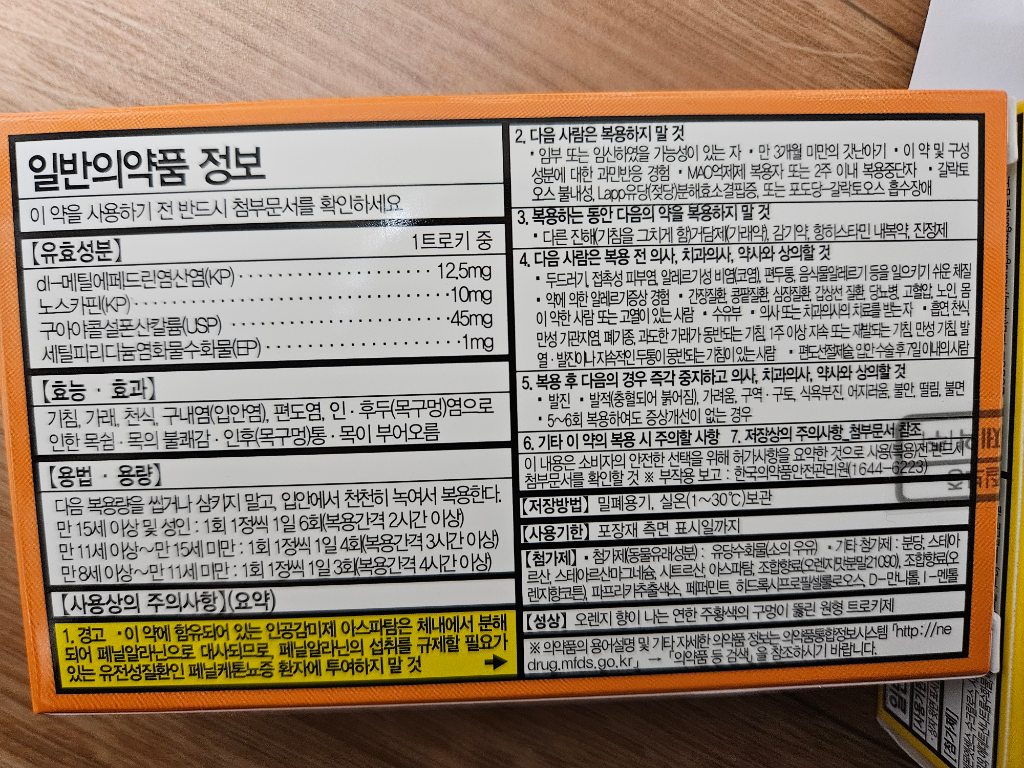 일반의약품 정보
이 약을 사용하기 전 반드시 첨부문서를 확인하세요
【유효성분】 1트로키 중
dl-메틸에페드린염산염(KP) 12.5mg
노스카핀(KP) 10mg
구아야콜설폰산칼륨(USP) 45mg
세틸피리디늄염화물수화물(EP) 1mg
【효능·효과】
기침, 가래, 천식, 구내염(입안염), 편도염, 인·후두(목구멍)염으로
인한 목쉼·목의 불쾌감·인후(목구멍)통·목이 부어오름
【용법·용량】
다음 복용량을 씹거나 삼키지 말고, 입안에서 천천히 녹여서 복용한다.
만 15세 이상 및 성인 : 1회 1정씩 1일 6회(복용간격 2시간 이상)
만 11세 이상~만 15세 미만 : 1회 1정씩 1일 4회(복용간격 3시간 이상)
만 8세 이상~만 11세 미만 : 1회 1정씩 1일 3회(복용간격 4시간 이상)
【사용상의 주의사항】(요약)
1. 경고 •이 약에 함유되어 있는 인공감미제 아스파탐은 체내에서 분해
되어 페닐알라닌으로 대사되므로, 페닐알라닌의 섭취를 규제할 필요가
있는 유전성질환인 페닐케톤뇨증 환자에 투여하지 말 것 →
2. 다음 사람은 복용하지 말 것
•임부 또는 임신하였을 가능성이 있는 자 •만 3개월 미만의 갓난아기 •이 약 및 구성
성분에 대한 과민반응 경험 •MAO억제제 복용자 또는 2주 이내 복용중단자 •갈락토
오스 불내성, Lapp유당(젖당)분해효소결핍증, 또는 포도당-갈락토오스 흡수장애
3. 복용하는 동안 다음의 약을 복용하지 말 것
•다른 진해(기침을 그치게 함)거담제(가래약), 감기약, 항히스타민 내복약, 진정제
4. 다음 사람은 복용 전 의사, 치과의사, 약사와 상의할 것
•두드러기, 접촉성 피부염, 알레르기성 비염(코염), 편두통, 음식물알레르기 등을 일으키기 쉬운 체질
•약에 의한 알레르기증상 경험 •간장질환, 콩팥질환, 심장질환, 갑상선 질환, 당뇨병, 고혈압, 노인, 몸
이 약한 사람 또는 고열이 있는 사람 •수유부 •의사 또는 치과의사의 치료를 받는 자 •흡연 천식,
만성 기관지염, 폐기종, 과도한 가래가 동반되는 기침, 1주 이상 지속 또는 재발되는 기침, 만성 기침, 발
열·발진이나 지속적인 두통이 동반되는 기침이 있는 사람 •편도선절제술, 입안 수술 후 7일 이내의 사람
5. 복용 후 다음의 경우 즉각 중지하고 의사, 치과의사, 약사와 상의할 것
•발진 •발적(충혈되어 붉어짐), 가려움, 구역·구토, 식욕부진, 어지러움, 불안, 떨림, 불면
•5~6회 복용하여도 증상개선이 없는 경우
6. 기타 이 약의 복용 시 주의할 사항 7. 저장상의 주의사항_첨부문서 참조
이 내용은 소비자의 안전한 선택을 위해 허가사항을 요약한 것으로 사용(복용)전 반드시
첨부문서를 확인할 것 ※ 부작용 보고 : 한국의약품안전관리원(1644-6223)
【저장방법】 밀폐용기, 실온(1~30℃)보관
【사용기한】 포장재 측면 표시일까지
【첨가제】•첨가제(동물유래성분) : 유당수화물(소의 우유) •기타 첨가제 : 분당, 스테아
르산, 스테아르산마그네슘, 시트르산, 아스파탐, 조합향료(오렌지맛분말21090), 조합향료(오
렌지향코튼), 파프리카추출색소, 페퍼민트, 히드록시프로필셀룰로오스, D-만니톨, l-멘톨
【성상】 오렌지 향이 나는 연한 주황색의 구멍이 뚫린 원형 트로키제
※ 의약품의 용어설명 및 기타 자세한 의약품 정보는 의약품통합정보시스템 「http://ne
drug.mfds.go.kr」 → 「의약품 등 검색」을 참조하시기 바랍니다.
【첨가제】